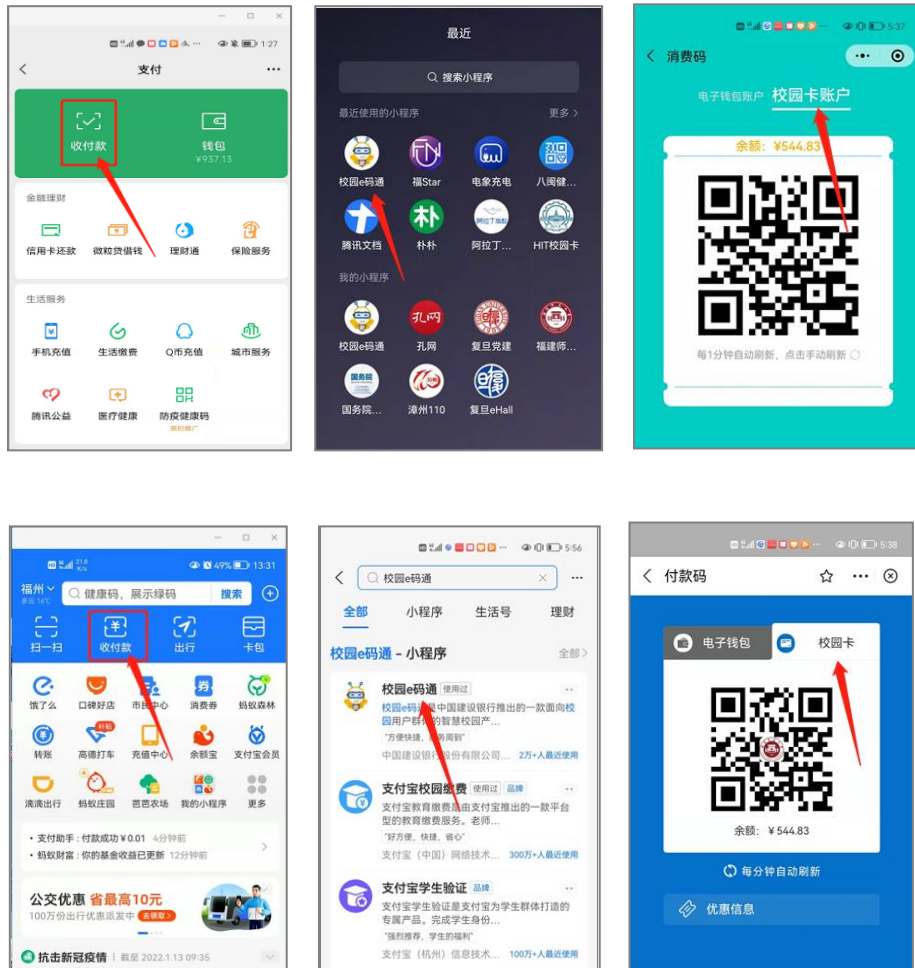 1:27
支付
收付款
钱包
¥937.13
金融理财
信用卡还款
微粒贷借钱
理财通
保险服务
生活服务
手机充值
生活缴费
Q币充值
城市服务
腾讯公益
医疗健康
防疫健康码
限时推广
最近
搜索小程序
最近使用的小程序
更多
校园e码通
福Star
电象充电
八闽健...
腾讯文档
朴朴
阿拉丁...
HIT校园卡
我的小程序
校园e码通
孔网
复旦党建
福建师...
国务院...
漳州110
复旦eHall
5:37
消费码
电子钱包账户
校园卡账户
余额：¥544.83
每1分钟自动刷新，点击手动刷新
21.8 K/s
49%
13:31
福州
多云 16℃
健康码，展示绿码
搜索
扫一扫
收付款
出行
卡包
饿了么
口碑好店
市民中心
消费券
蚂蚁森林
转账
高德打车
充值中心
余额宝
支付宝会员
滴滴出行
蚂蚁庄园
芭芭农场
我的小程序
更多
支付助手：付款成功￥0.01 4分钟前
蚂蚁财富：你的基金收益已更新 12分钟前
公交优惠 省最高10元
100万份出行优惠派发中 去领取>
抗击新冠疫情 截至 2022.1.13 09:35
5:56
校园e码通
全部
小程序
生活号
理财
校园e码通 – 小程序
全部
校园e码通 使用过
校园e码通是中国建设银行推出的一款面向校
园用户群体的智慧校园产...
"方便快捷，服务周到"
中国建设银行股份有限公司... 2万+人最近使用
支付宝校园缴费 使用过 品牌
支付宝教育缴费是由支付宝推出的一款平台
型的教育缴费服务。老师...
"好方便，快捷，省心"
支付宝（中国）网络技术... 300万+人最近使用
支付宝学生验证 品牌
支付宝学生验证是支付宝为学生群体打造的
专属产品。完成学生身份...
"强烈推荐，学生的福利"
支付宝（杭州）信息技术... 100万+人最近使用
5:38
付款码
电子钱包
校园卡
余额：￥544.83
每分钟自动刷新
优惠信息